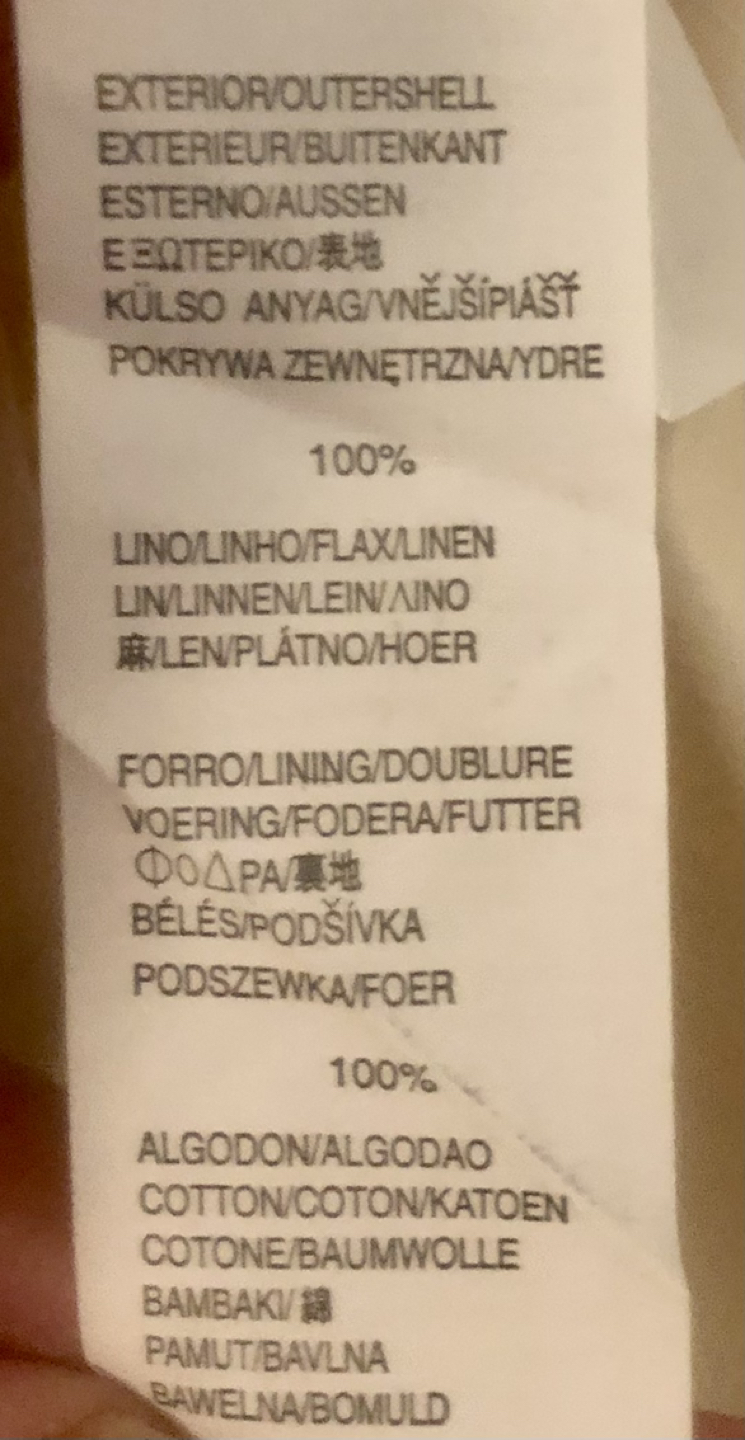 EXTERIOR/OUTERSHELL
EXTERIEUR/BUITENKANT
ESTERNO/AUSSEN
ΕΞΩΤΕΡΙΚΟ/表地
KÜLSO ANYAG/VNĚJŠÍPIÁŠŤ
POKRYWA ZEWNĘTRZNA/YDRE
100%
LINO/LINHO/FLAX/LINEN
LIN/LINNEN/LEIN/ΛINO
麻/LEN/PLÁTNO/HOER
FORRO/LINING/DOUBLURE
VOERING/FODERA/FUTTER
ΦΟΔΡΑ/裏地
BÉLÉS/PODŠÍVKA
PODSZEWKA/FOER
100%
ALGODON/ALGODAO
COTTON/COTON/KATOEN
COTONE/BAUMWOLLE
BAMBAKI/綿
PAMUT/BAVLNA
BAWELNA/BOMULD